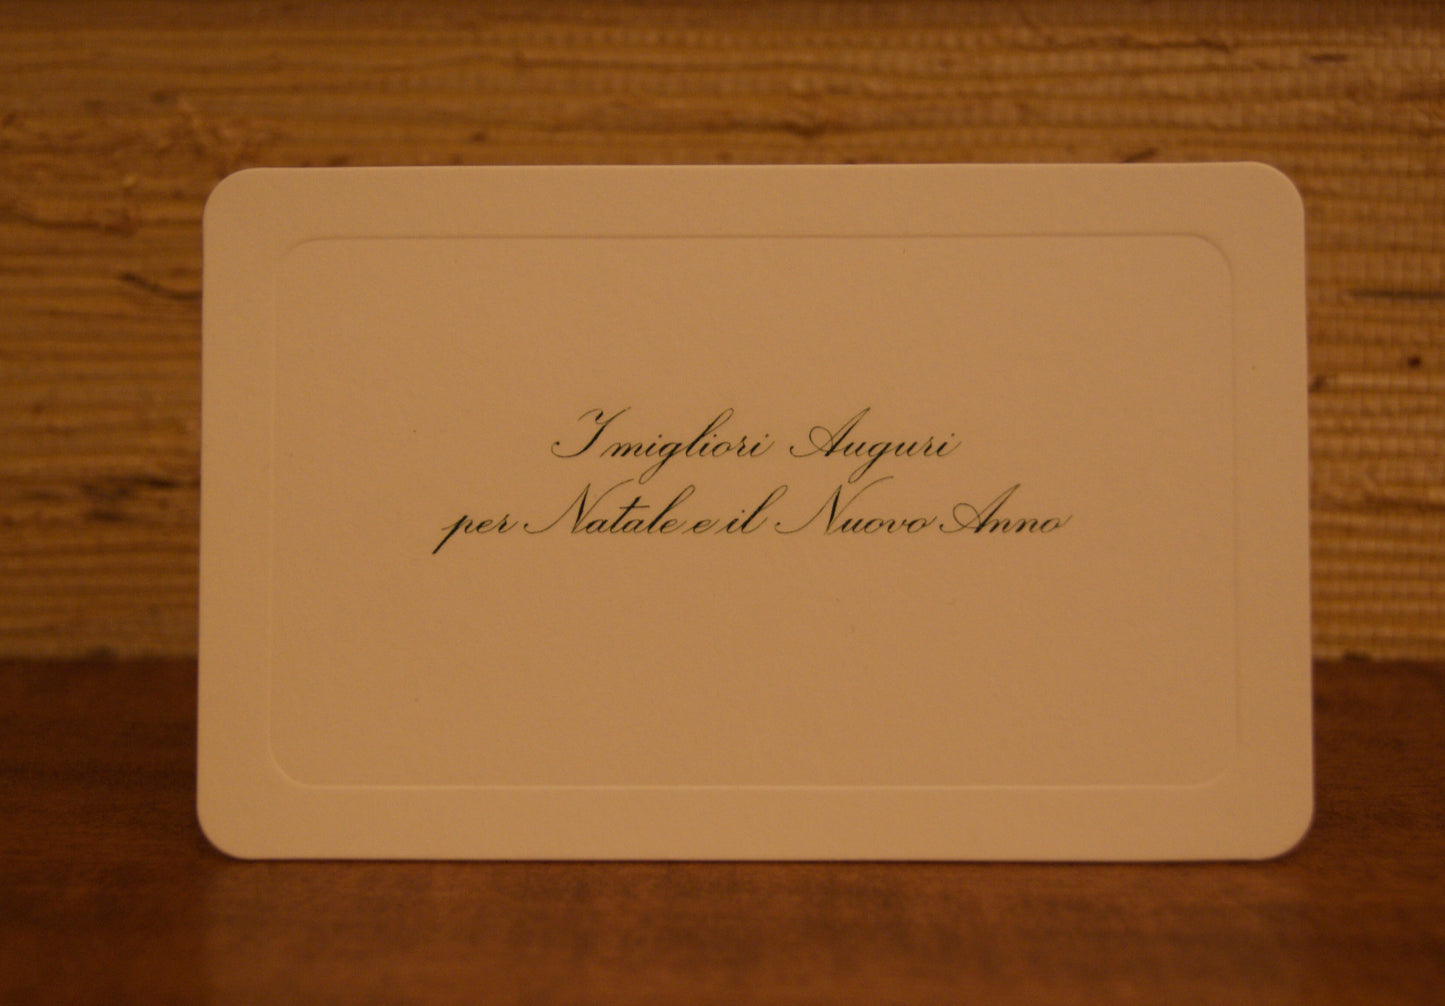 I migliori Auguri
per Natale e il Nuovo Anno